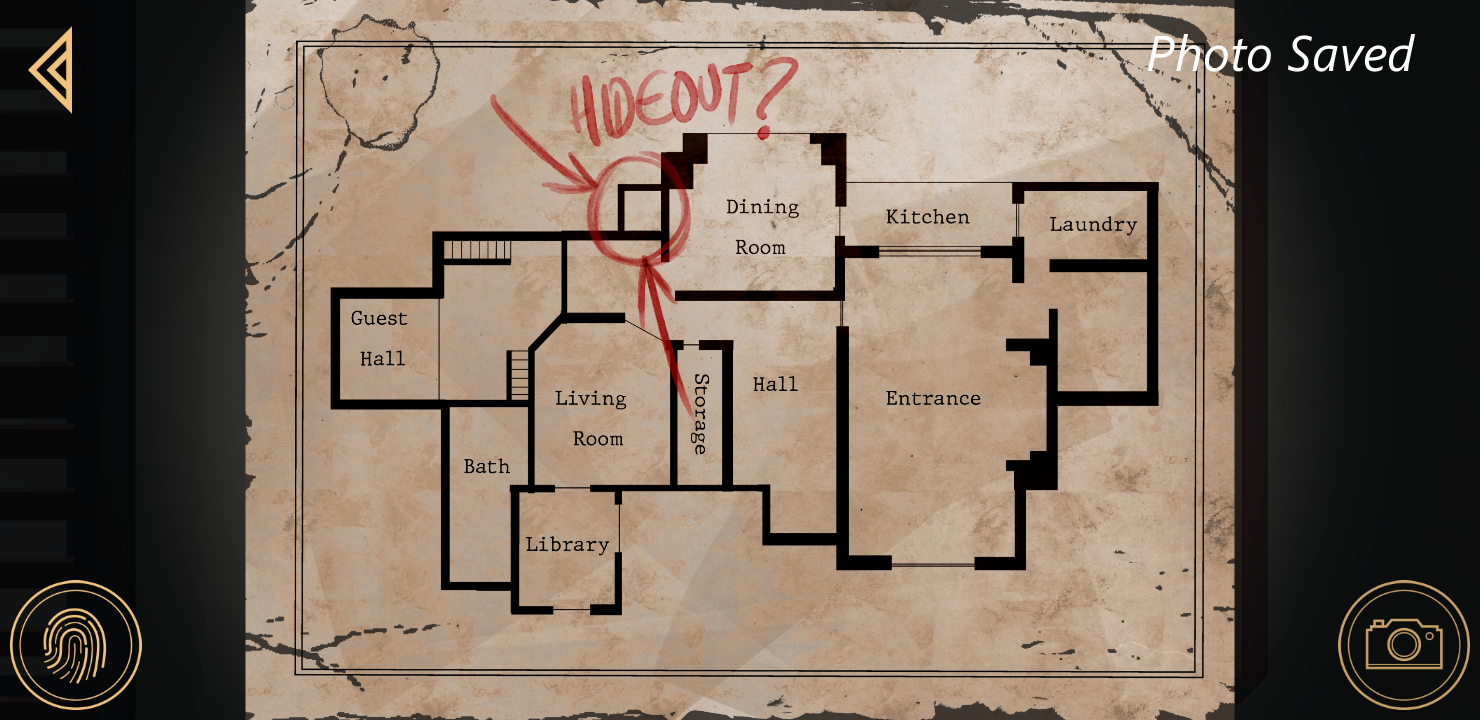 Photo Saved
HIDEOUT?
Dining
Room
Kitchen
Laundry
Guest
Hall
Living
Room
Storage
Hall
Entrance
Bath
Library